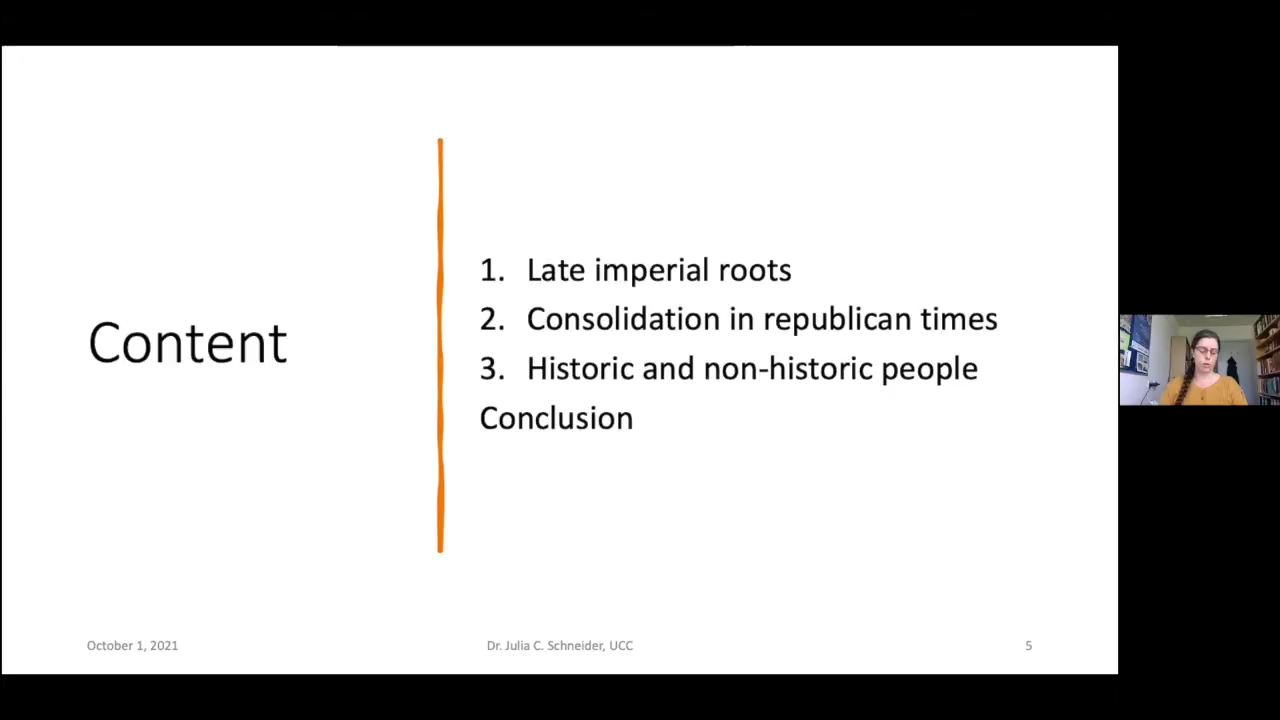 Content
1. Late imperial roots
2. Consolidation in republican times
3. Historic and non-historic people
Conclusion
October 1, 2021
Dr. Julia C. Schneider, UCC
5